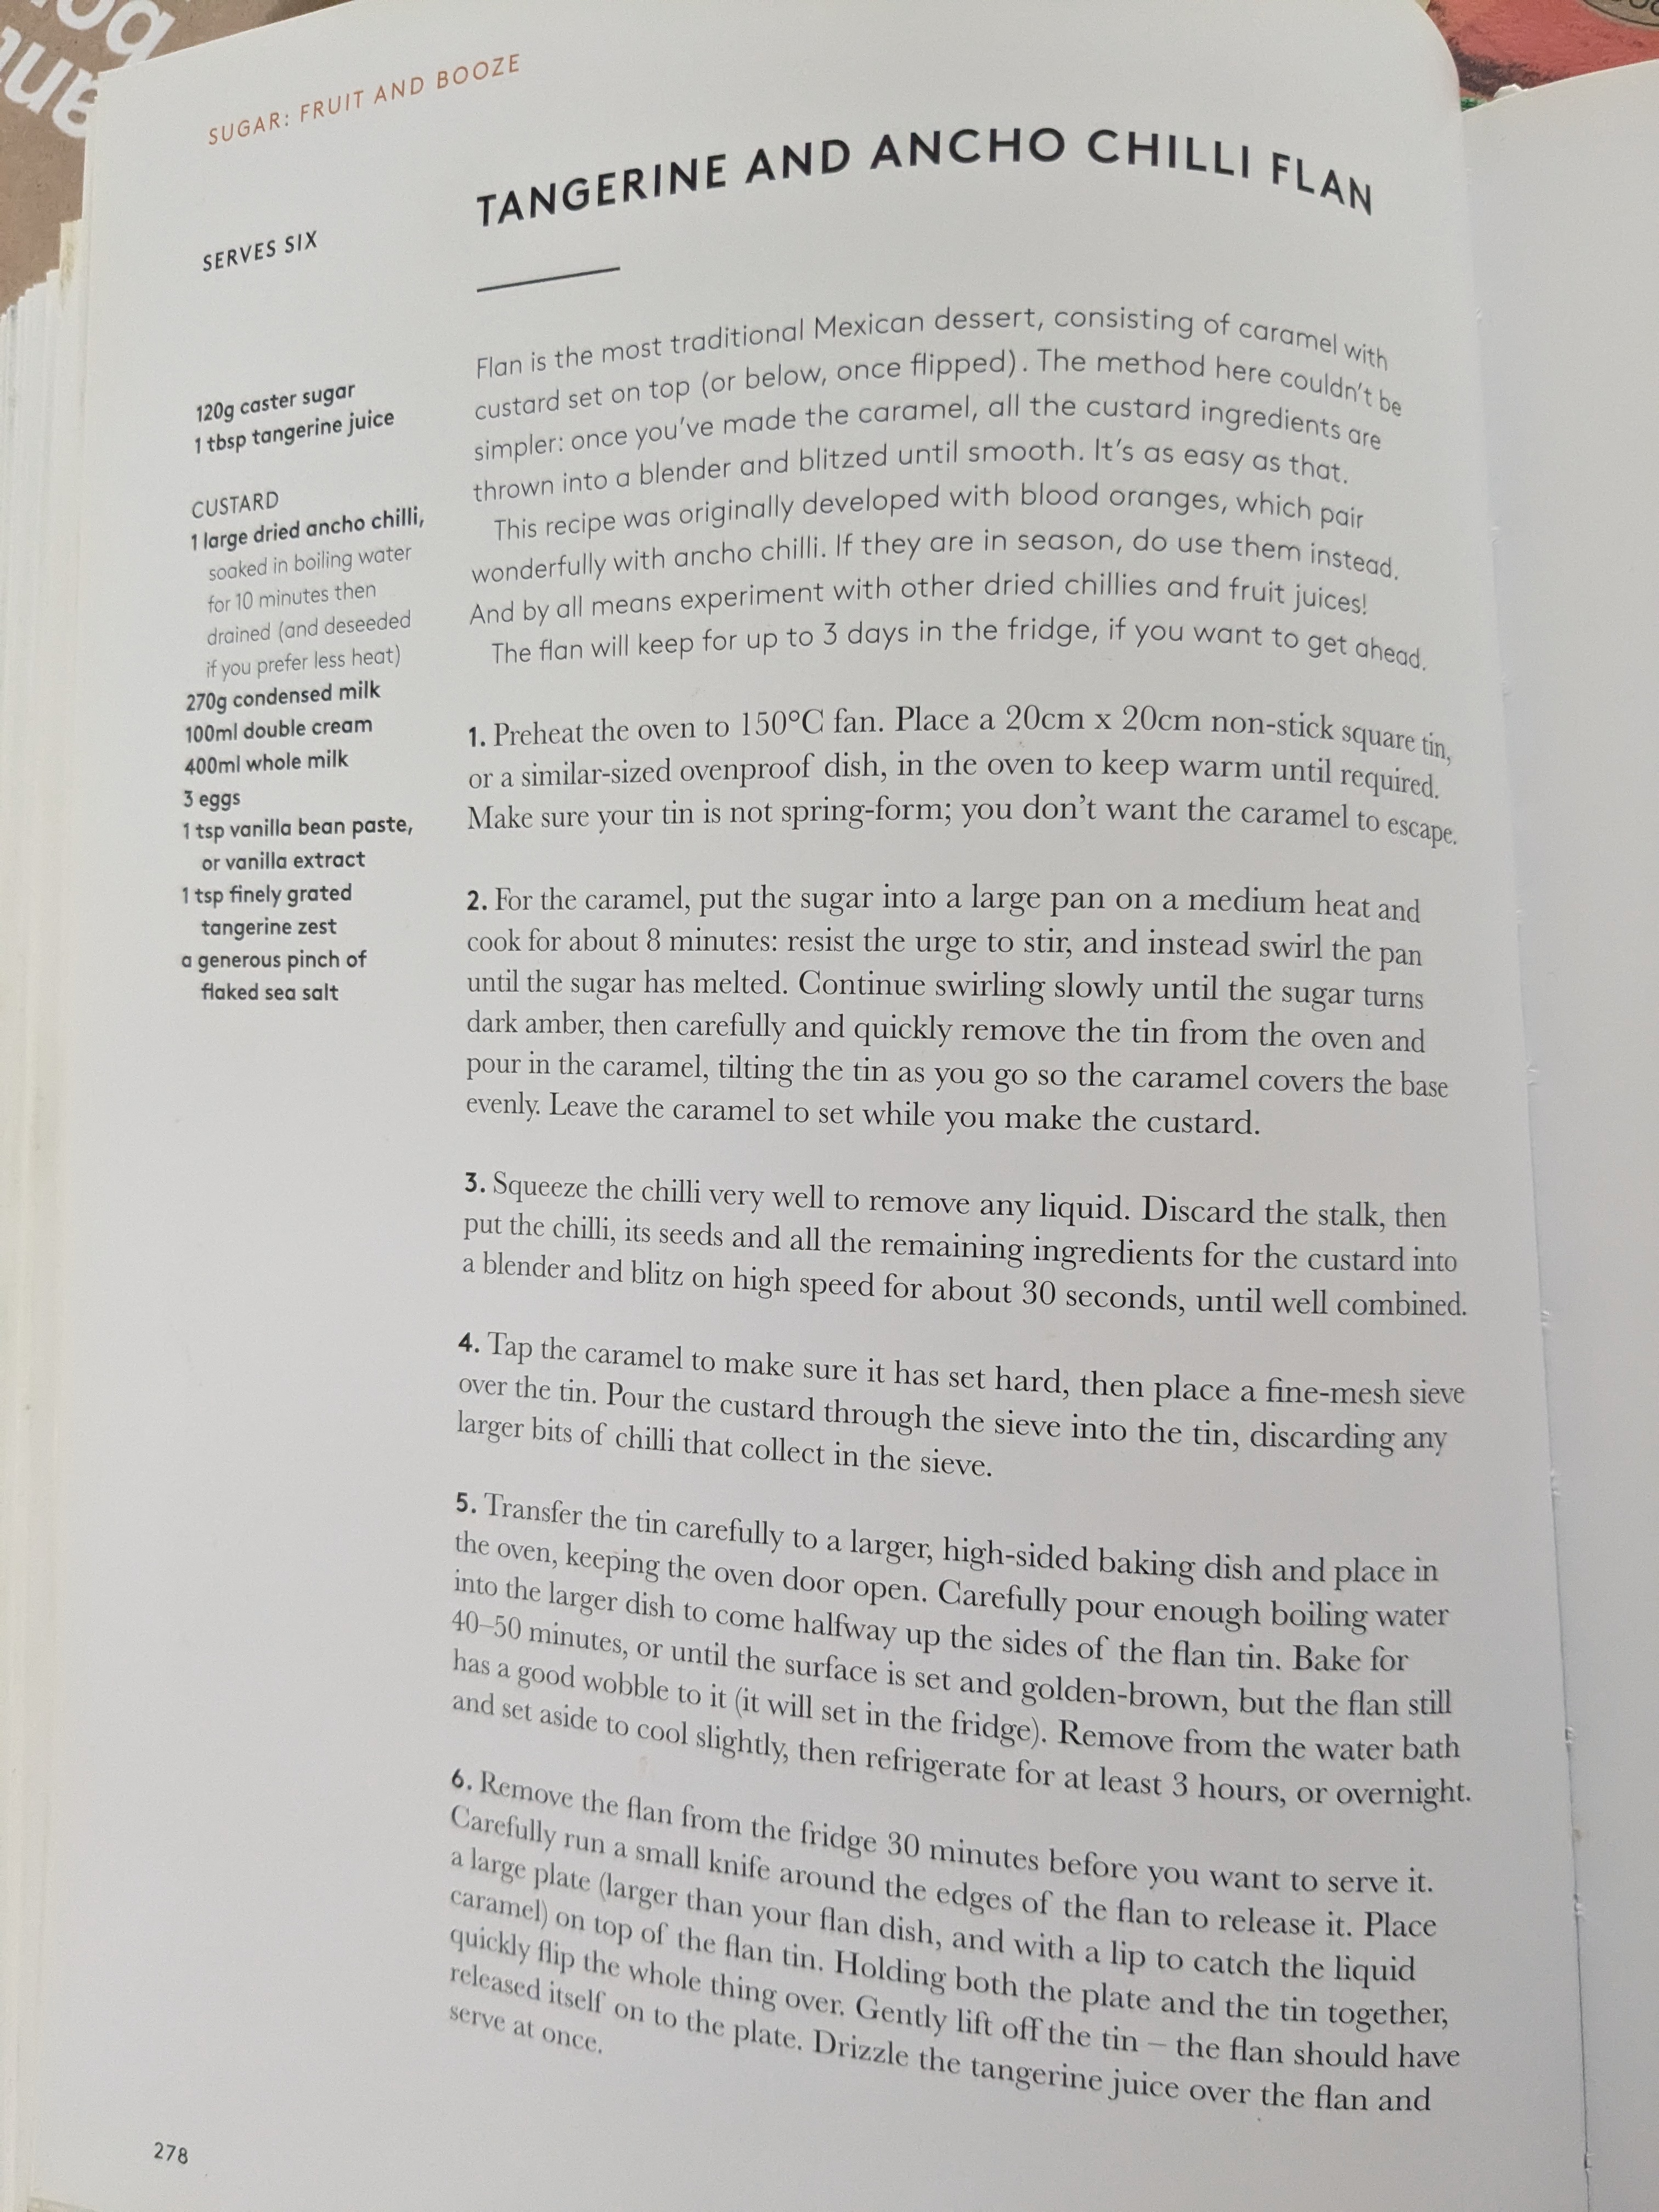 SUGAR: FRUIT AND BOOZE
TANGERINE AND ANCHO CHILLI FLAN
SERVES SIX
120g caster sugar
1 tbsp tangerine juice
CUSTARD
1 large dried ancho chilli,
soaked in boiling water
for 10 minutes then
drained (and deseeded
if you prefer less heat)
270g condensed milk
100ml double cream
400ml whole milk
3 eggs
1 tsp vanilla bean paste,
or vanilla extract
1 tsp finely grated
tangerine zest
a generous pinch of
flaked sea salt
Flan is the most traditional Mexican dessert, consisting of caramel with
custard set on top (or below, once flipped). The method here couldn't be
simpler: once you've made the caramel, all the custard ingredients are
thrown into a blender and blitzed until smooth. It's as easy as that.
This recipe was originally developed with blood oranges, which pair
wonderfully with ancho chilli. If they are in season, do use them instead.
And by all means experiment with other dried chillies and fruit juices!
The flan will keep for up to 3 days in the fridge, if you want to get ahead.
1. Preheat the oven to 150°C fan. Place a 20cm x 20cm non-stick square tin,
or a similar-sized ovenproof dish, in the oven to keep warm until required.
Make sure your tin is not spring-form; you don't want the caramel to escape.
2. For the caramel, put the sugar into a large pan on a medium heat and
cook for about 8 minutes: resist the urge to stir, and instead swirl the pan
until the sugar has melted. Continue swirling slowly until the sugar turns
dark amber, then carefully and quickly remove the tin from the oven and
pour in the caramel, tilting the tin as you go so the caramel covers the base
evenly. Leave the caramel to set while you make the custard.
3. Squeeze the chilli very well to remove any liquid. Discard the stalk, then
put the chilli, its seeds and all the remaining ingredients for the custard into
a blender and blitz on high speed for about 30 seconds, until well combined.
4. Tap the caramel to make sure it has set hard, then place a fine-mesh sieve
over the tin. Pour the custard through the sieve into the tin, discarding any
larger bits of chilli that collect in the sieve.
5. Transfer the tin carefully to a larger, high-sided baking dish and place in
the oven, keeping the oven door open. Carefully pour enough boiling water
into the larger dish to come halfway up the sides of the flan tin. Bake for
40–50 minutes, or until the surface is set and golden-brown, but the flan still
has a good wobble to it (it will set in the fridge). Remove from the water bath
and set aside to cool slightly, then refrigerate for at least 3 hours, or overnight.
6. Remove the flan from the fridge 30 minutes before you want to serve it.
Carefully run a small knife around the edges of the flan to release it. Place
a large plate (larger than your flan dish, and with a lip to catch the liquid
caramel) on top of the flan tin. Holding both the plate and the tin together,
quickly flip the whole thing over. Gently lift off the tin – the flan should have
released itself on to the plate. Drizzle the tangerine juice over the flan and
serve at once.
278